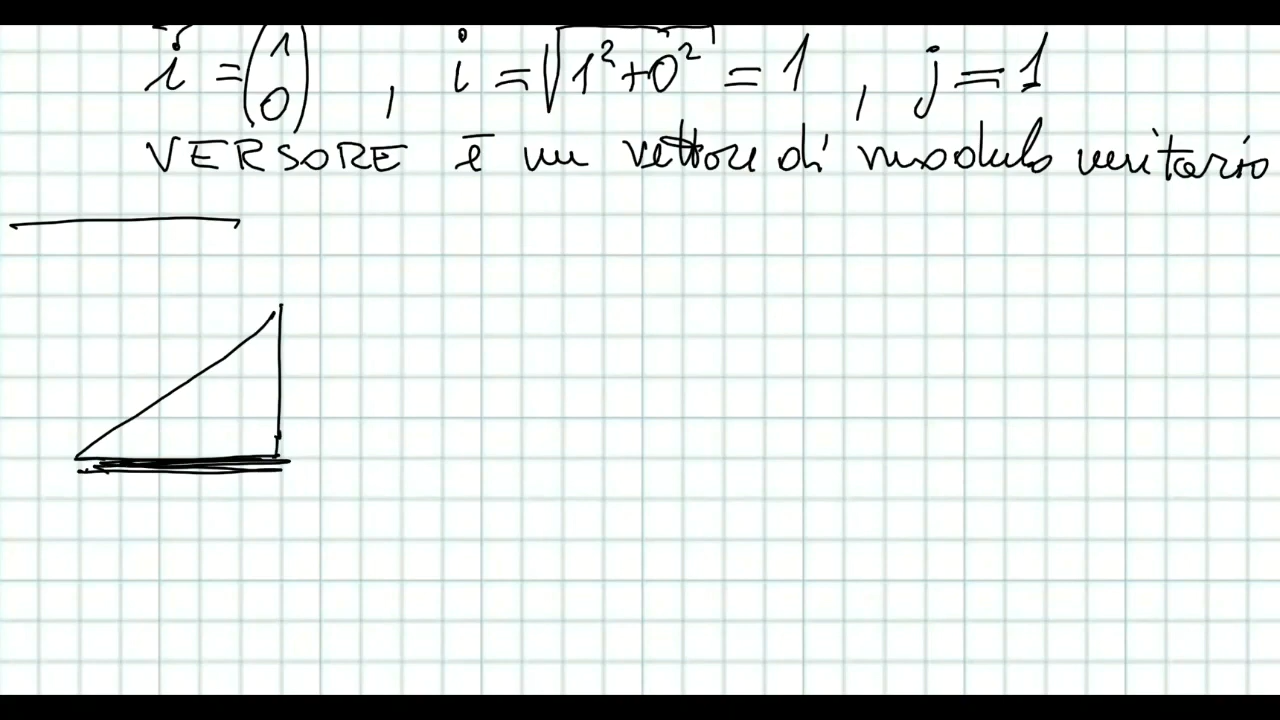 i = (1 0) , i = √1²+0² = 1 , j = 1
VERSORE è un vettore di modulo unitario